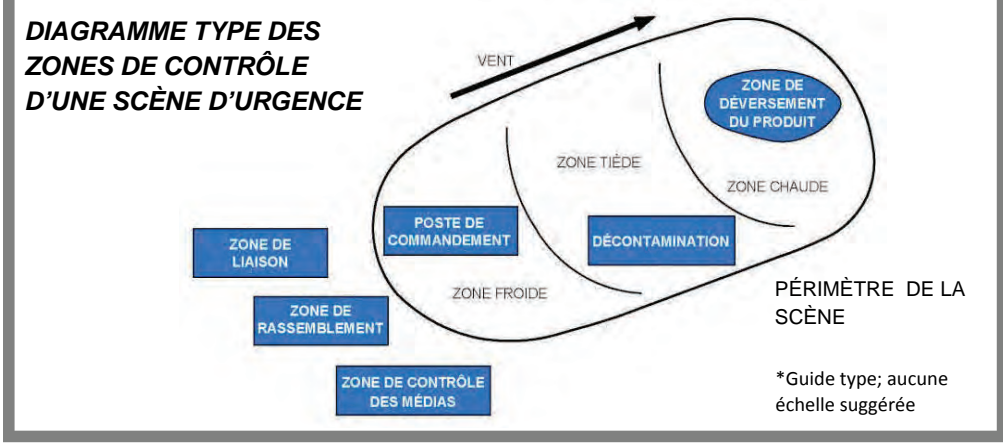 DIAGRAMME TYPE DES
ZONES DE CONTRÔLE
D'UNE SCÈNE D'URGENCE
VENT
ZONE DE
DÉVERSEMENT
DU PRODUIT
ZONE TIÈDE
ZONE CHAUDE
POSTE DE
COMMANDEMENT
DÉCONTAMINATION
ZONE DE
LIAISON
ZONE FROIDE
ZONE DE
RASSEMBLEMENT
PÉRIMÈTRE DE LA
SCÈNE
ZONE DE CONTRÔLE
DES MÉDIAS
*Guide type; aucune
échelle suggérée